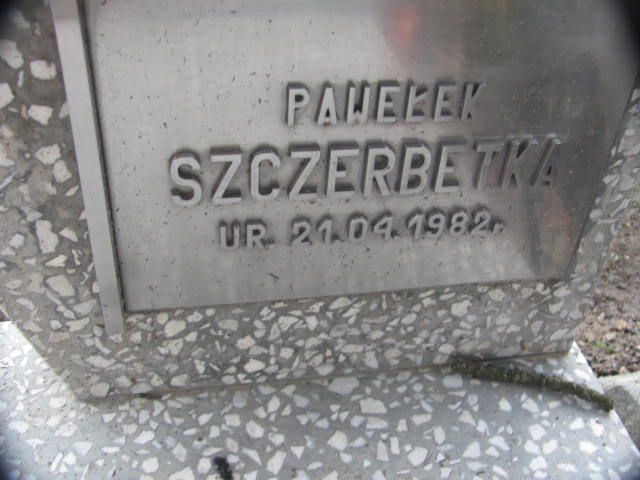 PAWEŁEK
SZCZERBETKA
UR. 21.04.1982r.